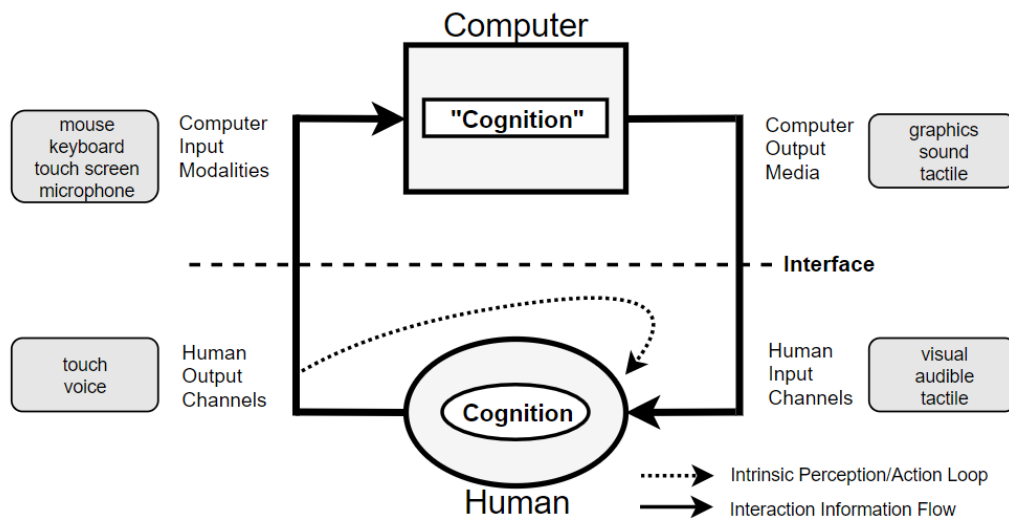 Computer
"Cognition"
mouse
keyboard
touch screen
microphone
Computer
Input
Modalities
Computer
Output
Media
graphics
sound
tactile
Interface
touch
voice
Human
Output
Channels
Cognition
Human
Human
Input
Channels
visual
audible
tactile
Intrinsic Perception/Action Loop
Interaction Information Flow